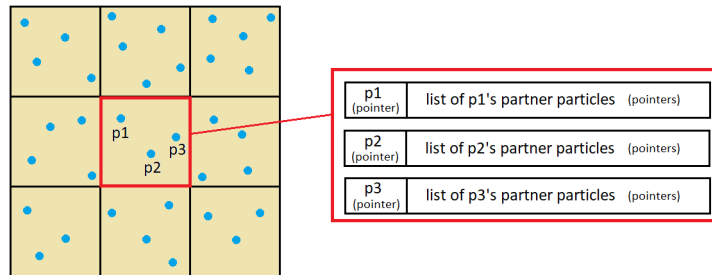 p1
p2
p3
p1
(pointer)
list of p1's partner particles (pointers)
p2
(pointer)
list of p2's partner particles (pointers)
p3
(pointer)
list of p3's partner particles (pointers)